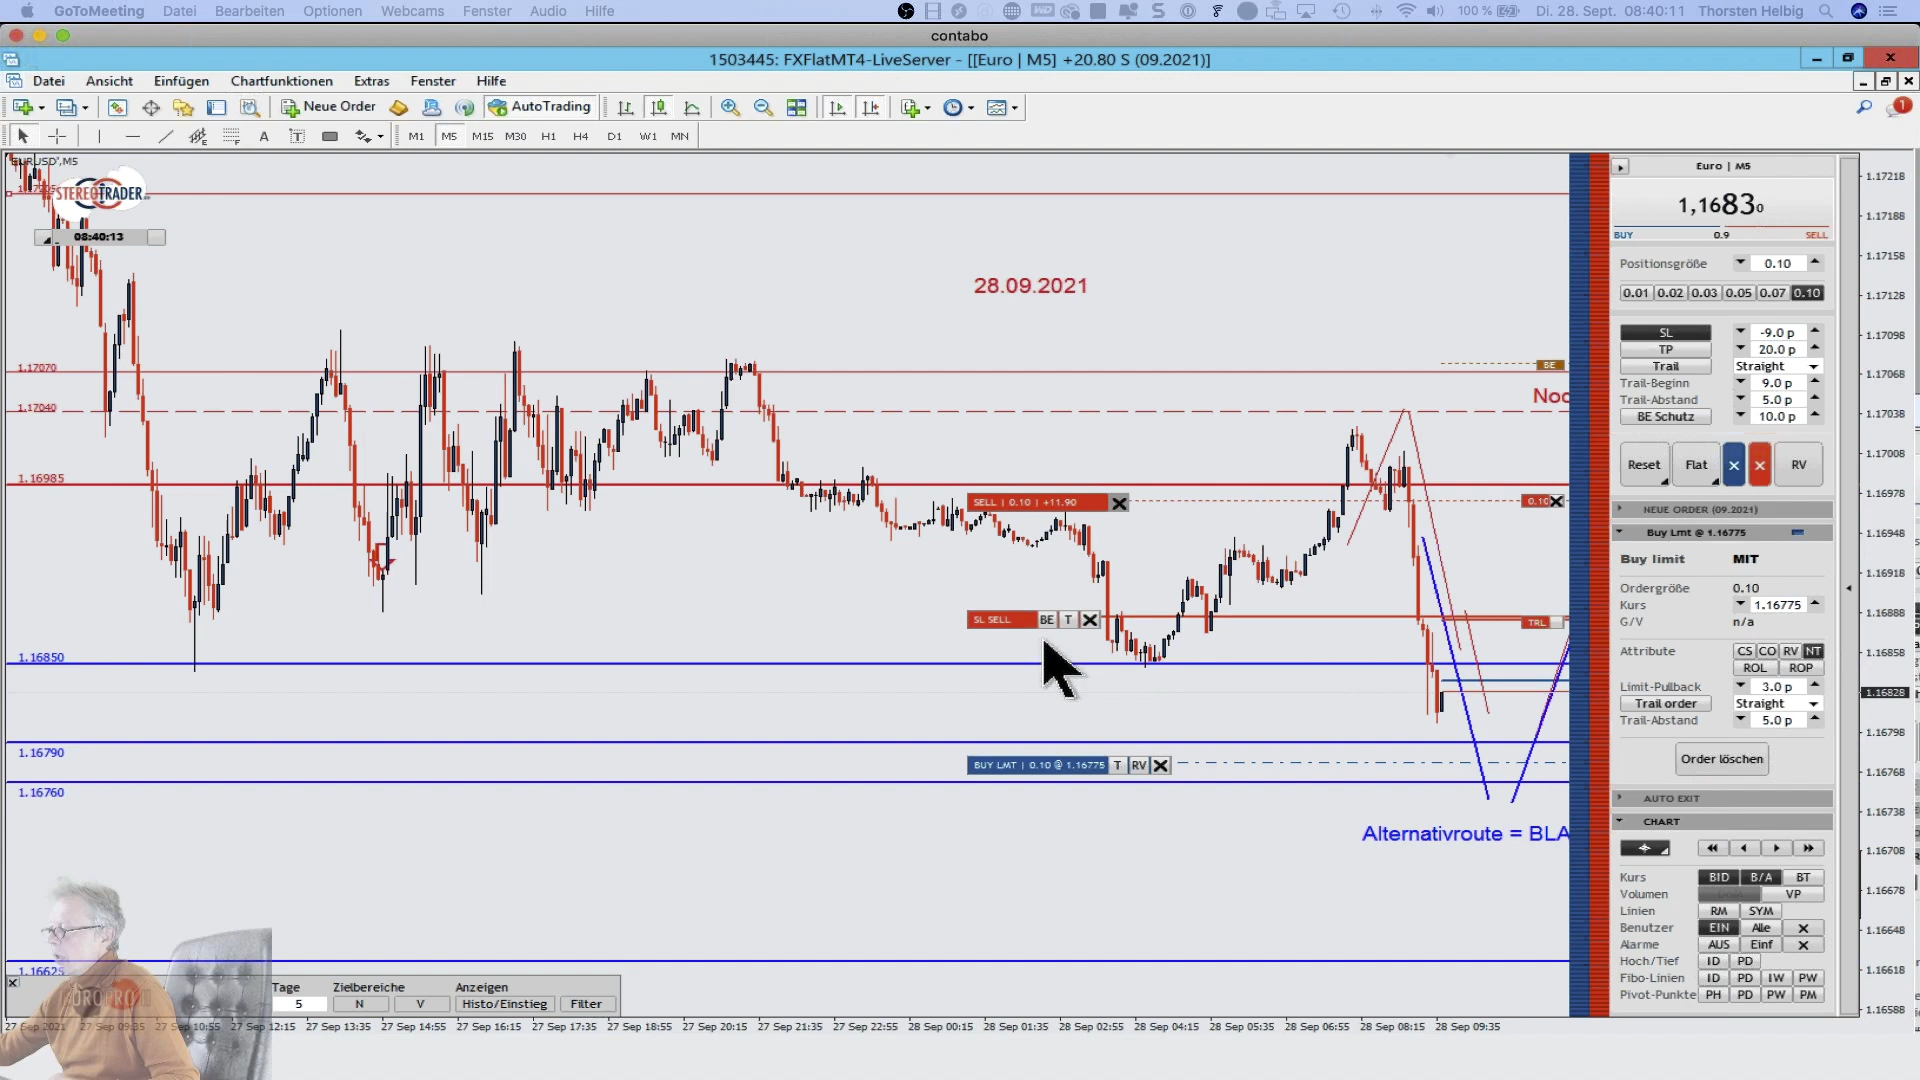 GoToMeeting Datei Bearbeiten Optionen Webcams Fenster Audio Hilfe 100 % Di. 28. Sept. 08:40:11 Thorsten Helbig
contabo
1503445: FXFlatMT4-LiveServer - [[Euro | M5] +20.80 S (09.2021)]
Datei Ansicht Einfügen Chartfunktionen Extras Fenster Hilfe
Neue Order AutoTrading 1
A T M1 M5 M15 M30 H1 H4 D1 W1 MN
STEREOTRADER
08:40:13
28.09.2021
1.17070
1.17040
1.16985
1.16850
1.16790
1.16760
1.16625
BE
SELL | 0.10 | +11.90
0.10
SL SELL BE T
TRL
BUY LMT | 0.10 @ 1.16775 T RV
Alternativroute = BLA
Tage Zielbereiche Anzeigen
5 N V Histo/Einstieg Filter
27 Sep 2021 27 Sep 09:35 27 Sep 10:55 27 Sep 12:15 27 Sep 13:35 27 Sep 14:55 27 Sep 16:15 27 Sep 17:35 27 Sep 18:55 27 Sep 20:15 27 Sep 21:35 27 Sep 22:55 28 Sep 00:15 28 Sep 01:35 28 Sep 02:55 28 Sep 04:15 28 Sep 05:35 28 Sep 06:55 28 Sep 08:15 28 Sep 09:35
Euro | M5
1,16830
BUY 0.9 SELL
Positionsgröße 0.10
0.01 0.02 0.03 0.05 0.07 0.10
SL -9.0 p
TP 20.0 p
Trail Straight
Trail-Beginn 9.0 p
Trail-Abstand 5.0 p
BE Schutz 10.0 p
Reset Flat RV
NEUE ORDER (09.2021)
Buy Lmt @ 1.16775
Buy limit MIT
Ordergröße 0.10
Kurs 1.16775
G/V n/a
Attribute CS CO RV NT
ROL ROP
Limit-Pullback 3.0 p
Trail order Straight
Trail-Abstand 5.0 p
Order löschen
AUTO EXIT
CHART
Kurs BID B/A BT
Volumen VP
Linien RM SYM
Benutzer EIN Alle
Alarme AUS Einf
Hoch/Tief ID PD
Fibo-Linien ID PD IW PW
Pivot-Punkte PH PD PW PM
1.17218
1.17188
1.17158
1.17128
1.17098
1.17068
1.17038
1.17008
1.16978
1.16948
1.16918
1.16888
1.16858
1.16828
1.16798
1.16768
1.16738
1.16708
1.16678
1.16648
1.16618
1.16588